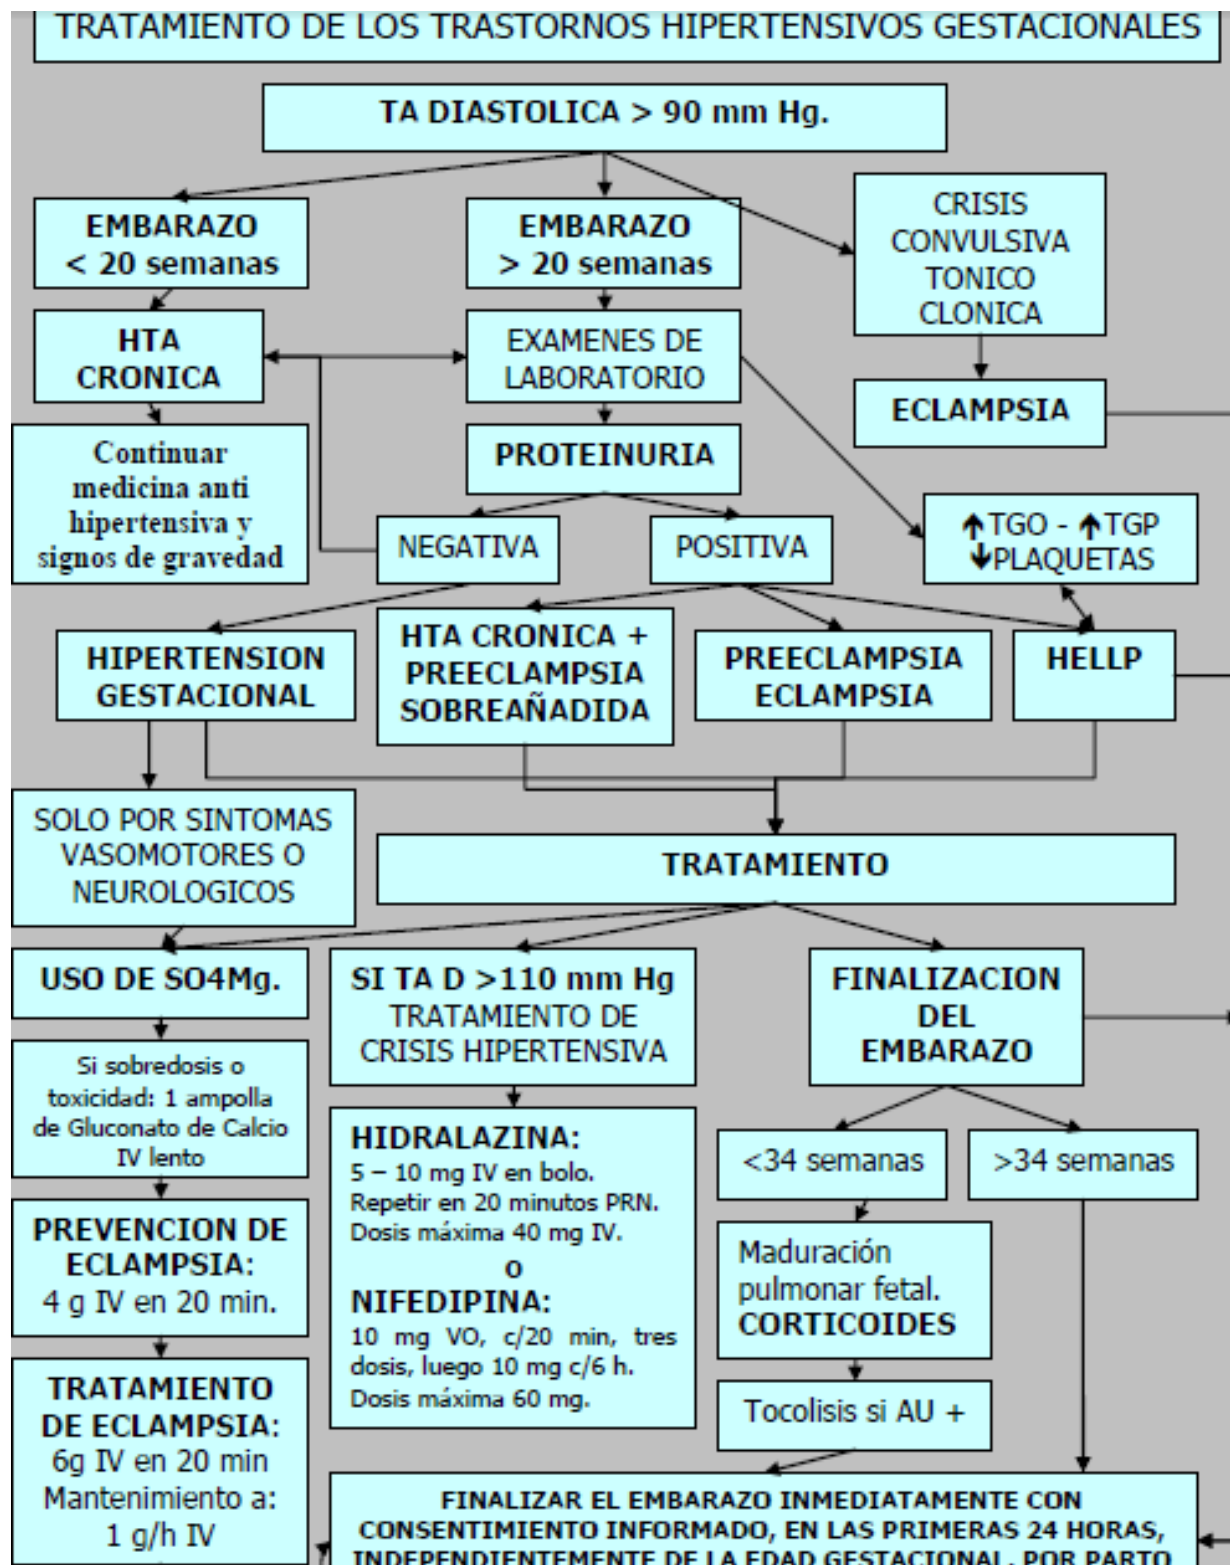 TRATAMIENTO DE LOS TRASTORNOS HIPERTENSIVOS GESTACIONALES
TA DIASTOLICA > 90 mm Hg.
EMBARAZO
< 20 semanas
EMBARAZO
> 20 semanas
CRISIS
CONVULSIVA
TONICO
CLONICA
HTA
CRONICA
EXAMENES DE
LABORATORIO
ECLAMPSIA
Continuar
medicina anti
hipertensiva y
signos de gravedad
PROTEINURIA
NEGATIVA
POSITIVA
↑TGO - ↑TGP
↓PLAQUETAS
HIPERTENSION
GESTACIONAL
HTA CRONICA +
PREECLAMPSIA
SOBREAÑADIDA
PREECLAMPSIA
ECLAMPSIA
HELLP
SOLO POR SINTOMAS
VASOMOTORES O
NEUROLOGICOS
TRATAMIENTO
USO DE SO4Mg.
Si sobredosis o
toxicidad: 1 ampolla
de Gluconato de Calcio
IV lento
PREVENCION DE
ECLAMPSIA:
4 g IV en 20 min.
TRATAMIENTO
DE ECLAMPSIA:
6g IV en 20 min
Mantenimiento a:
1 g/h IV
SI TA D >110 mm Hg
TRATAMIENTO DE
CRISIS HIPERTENSIVA
HIDRALAZINA:
5 – 10 mg IV en bolo.
Repetir en 20 minutos PRN.
Dosis máxima 40 mg IV.
o
NIFEDIPINA:
10 mg VO, c/20 min, tres
dosis, luego 10 mg c/6 h.
Dosis máxima 60 mg.
FINALIZACION
DEL
EMBARAZO
<34 semanas
>34 semanas
Maduración
pulmonar fetal.
CORTICOIDES
Tocolisis si AU +
FINALIZAR EL EMBARAZO INMEDIATAMENTE CON
CONSENTIMIENTO INFORMADO, EN LAS PRIMERAS 24 HORAS,
INDEPENDIENTEMENTE DE LA EDAD GESTACIONAL, POR PARTO